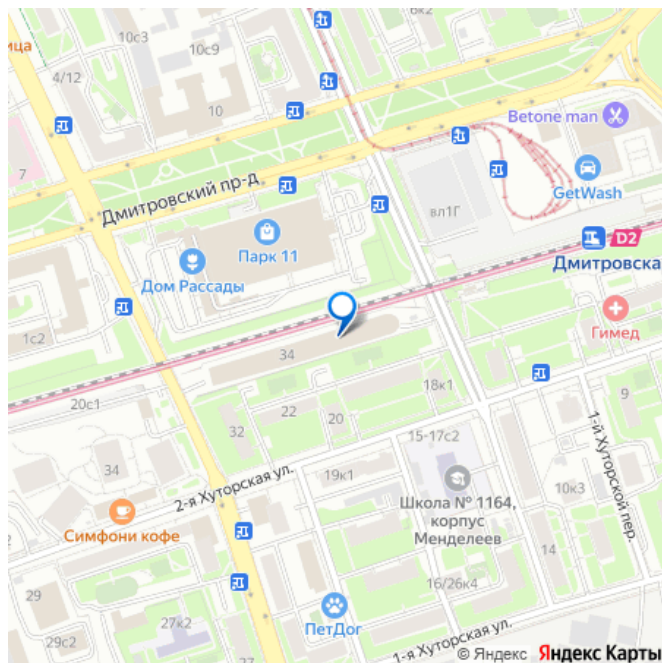 6к2
10с3
10с9
ица
4/12
10
7
Betone man
GetWash
Дмитровский пр-д
вл1Г
Парк 11
D2
Дмитровска
Дом Рассады
1с2
Гимед
34
20с1
22
20
18к1
9
32
15-17с2
1-й Хуторской пер.
34
2-я Хуторская ул.
19к1
Школа № 1164,
корпус
Менделеев
10к3
Симфони кофе
14
29
16/26к4
ПетДог
27к2
29с2
1-я Хуторская ул.
© Яндекс Яндекс Карты